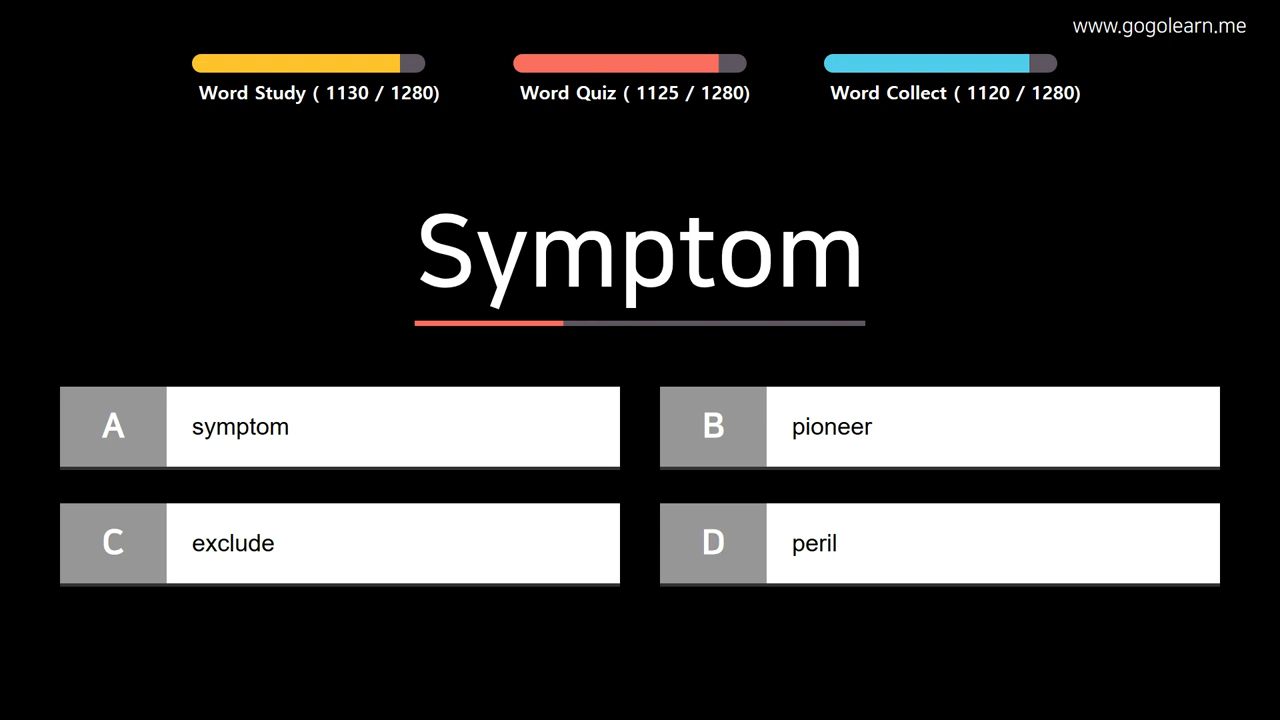 www.gogolearn.me
Word Study ( 1130 / 1280)
Word Quiz ( 1125 / 1280)
Word Collect ( 1120 / 1280)
Symptom
A symptom
B pioneer
C exclude
D peril